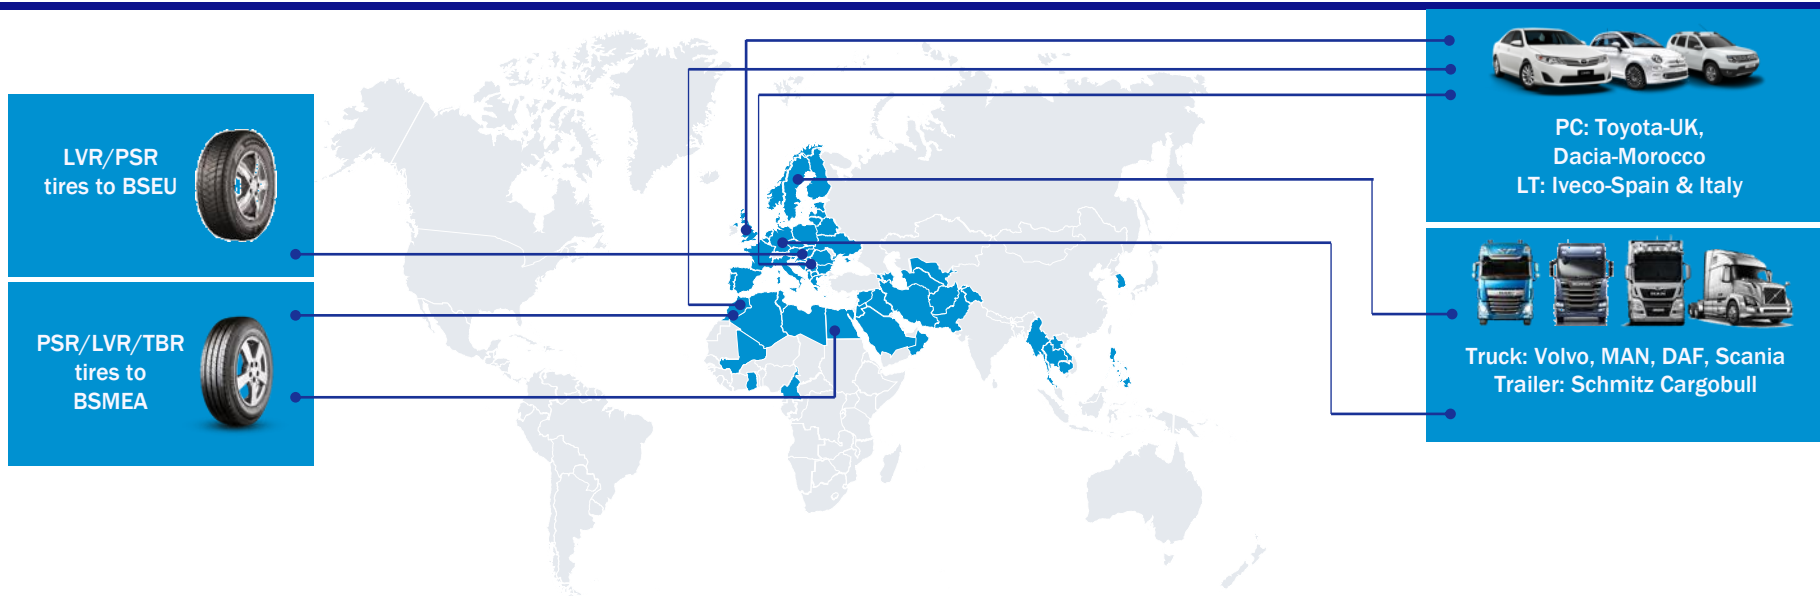 LVR/PSR
tires to BSEU
PSR/LVR/TBR
tires to
BSMEA
PC: Toyota-UK,
Dacia-Morocco
LT: Iveco-Spain & Italy
Truck: Volvo, MAN, DAF, Scania
Trailer: Schmitz Cargobull